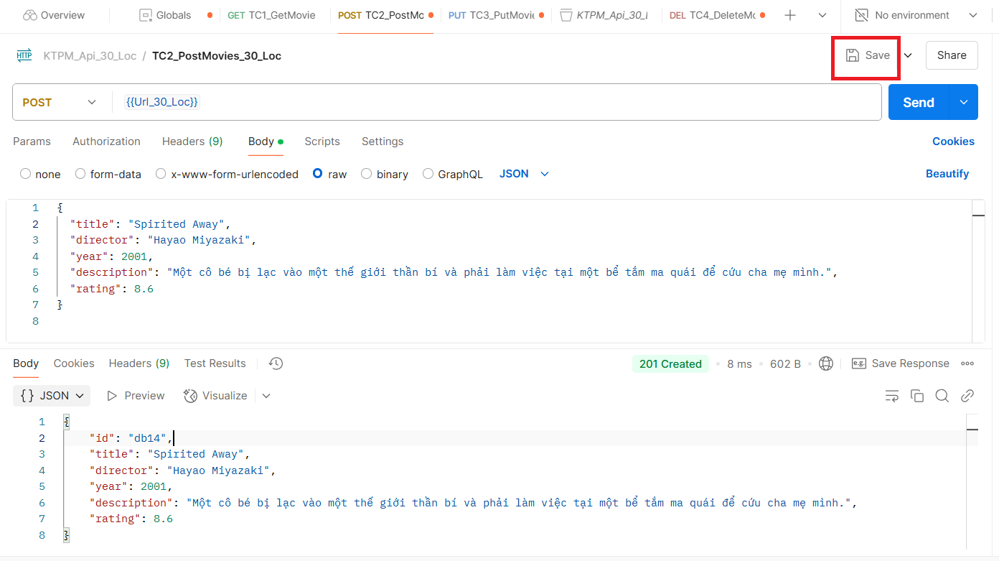 Overview Globals GET TC1_GetMovie POST TC2_PostMo PUT TC3_PutMovie KTPM_Api_30_L DEL TC4_DeleteMo No environment
HTTP KTPM_Api_30_Loc / TC2_PostMovies_30_Loc Save Share
POST {{Url_30_Loc}} Send
Params Authorization Headers (9) Body Scripts Settings Cookies
none form-data x-www-form-urlencoded raw binary GraphQL JSON Beautify
1 {
2 "title": "Spirited Away",
3 "director": "Hayao Miyazaki",
4 "year": 2001,
5 "description": "Một cô bé bị lạc vào một thế giới thần bí và phải làm việc tại một bể tắm ma quái để cứu cha mẹ mình.",
6 "rating": 8.6
7 }
8
Body Cookies Headers (9) Test Results 201 Created 8 ms 602 B e.g. Save Response
{} JSON Preview Visualize
1 {
2 "id": "db14",
3 "title": "Spirited Away",
4 "director": "Hayao Miyazaki",
5 "year": 2001,
6 "description": "Một cô bé bị lạc vào một thế giới thần bí và phải làm việc tại một bể tắm ma quái để cứu cha mẹ mình.",
7 "rating": 8.6
8 }